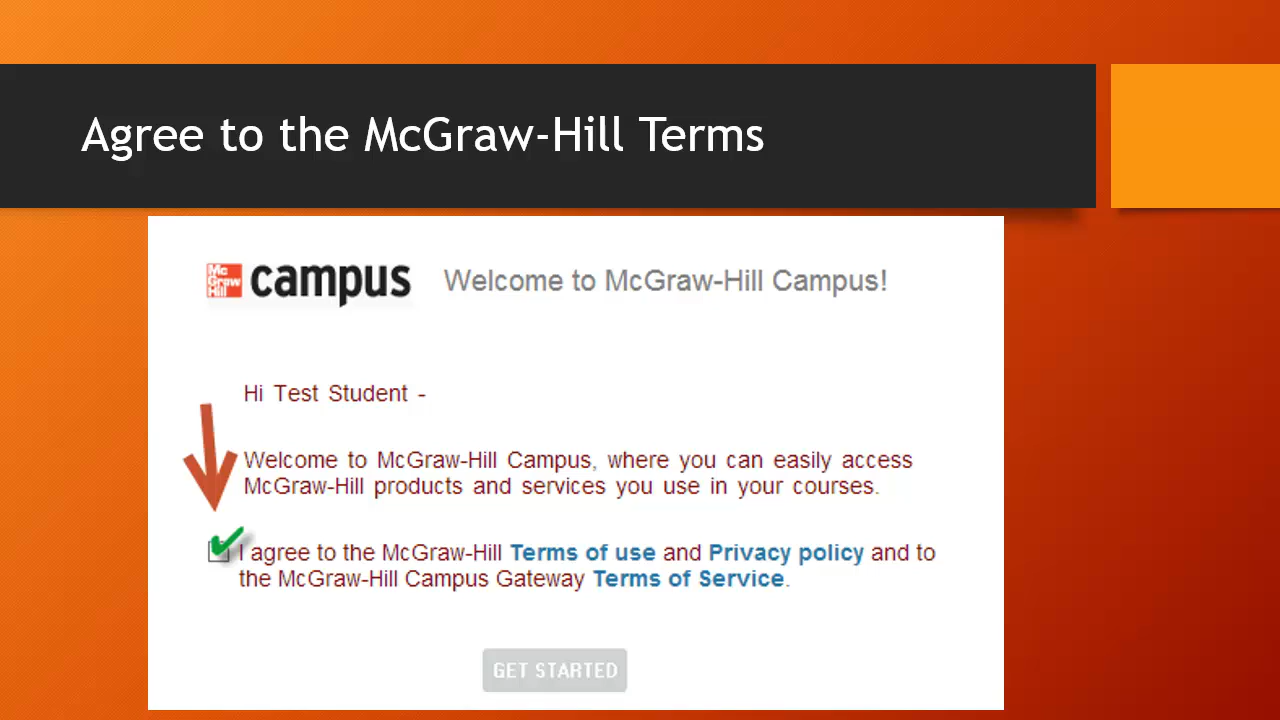 Agree to the McGraw-Hill Terms
Mc
Graw
Hill
campus
Welcome to McGraw-Hill Campus!
Hi Test Student -
Welcome to McGraw-Hill Campus, where you can easily access
McGraw-Hill products and services you use in your courses.
I agree to the McGraw-Hill Terms of use and Privacy policy and to
the McGraw-Hill Campus Gateway Terms of Service.
GET STARTED